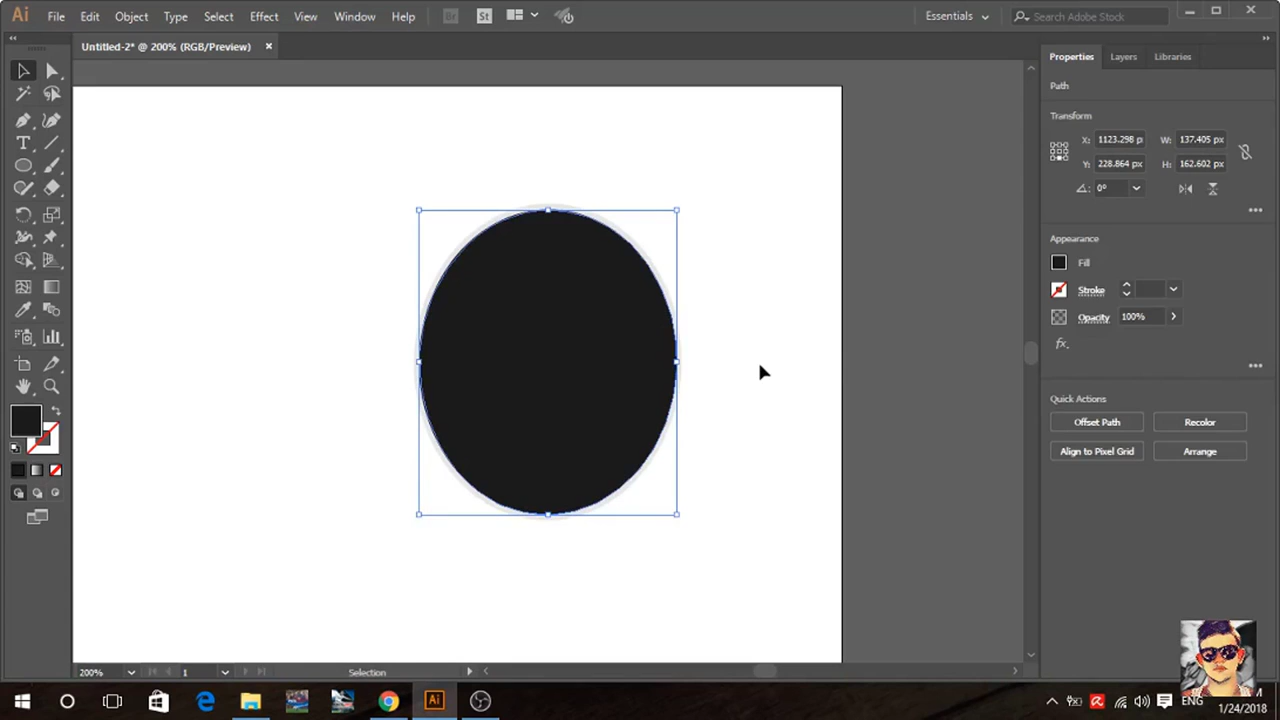 Ai File Edit Object Type Select Effect View Window Help Br St Essentials Search Adobe Stock
Untitled-2* @ 200% (RGB/Preview)
Properties Layers Libraries
Path
Transform
X: 1123.298 p W: 137.405 px
Y: 228.864 px H: 162.602 px
0°
Appearance
Fill
Stroke
Opacity 100%
fx.
Quick Actions
Offset Path Recolor
Align to Pixel Grid Arrange
200% 1 Selection
Ai ENG
1/24/2018